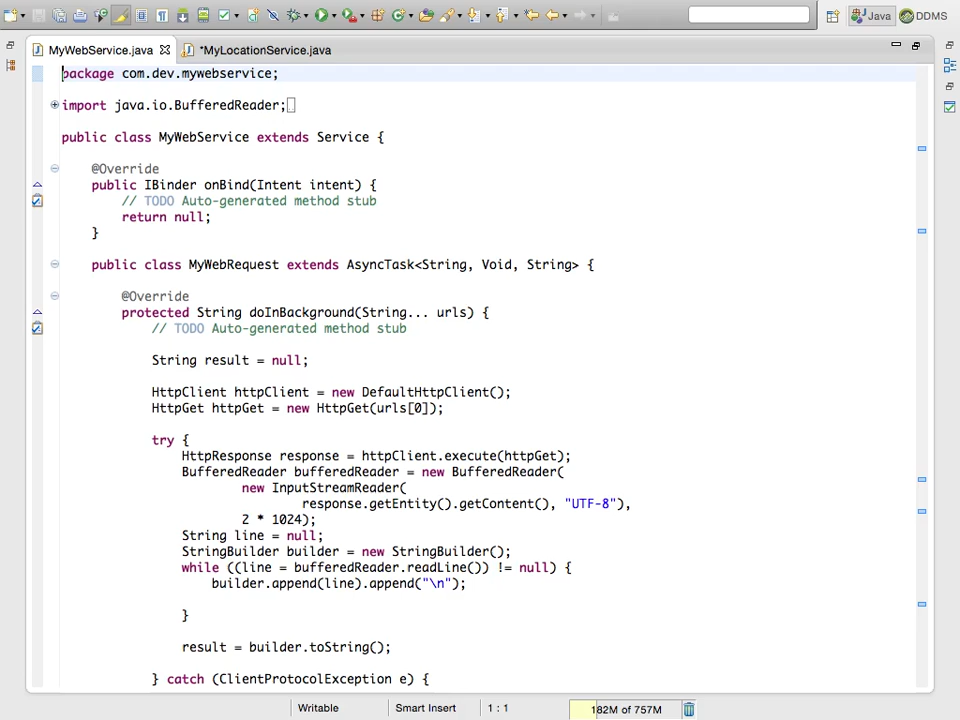 Java
DDMS
MyWebService.java
*MyLocationService.java
package com.dev.mywebservice;
import java.io.BufferedReader;
public class MyWebService extends Service {
@Override
public IBinder onBind(Intent intent) {
// TODO Auto-generated method stub
return null;
}
public class MyWebRequest extends AsyncTask<String, Void, String> {
@Override
protected String doInBackground(String... urls) {
// TODO Auto-generated method stub
String result = null;
HttpClient httpClient = new DefaultHttpClient();
HttpGet httpGet = new HttpGet(urls[0]);
try {
HttpResponse response = httpClient.execute(httpGet);
BufferedReader bufferedReader = new BufferedReader(
new InputStreamReader(
response.getEntity().getContent(), "UTF-8"),
2 * 1024);
String line = null;
StringBuilder builder = new StringBuilder();
while ((line = bufferedReader.readLine()) != null) {
builder.append(line).append("\n");
}
result = builder.toString();
} catch (ClientProtocolException e) {
Writable
Smart Insert
1 : 1
182M of 757M